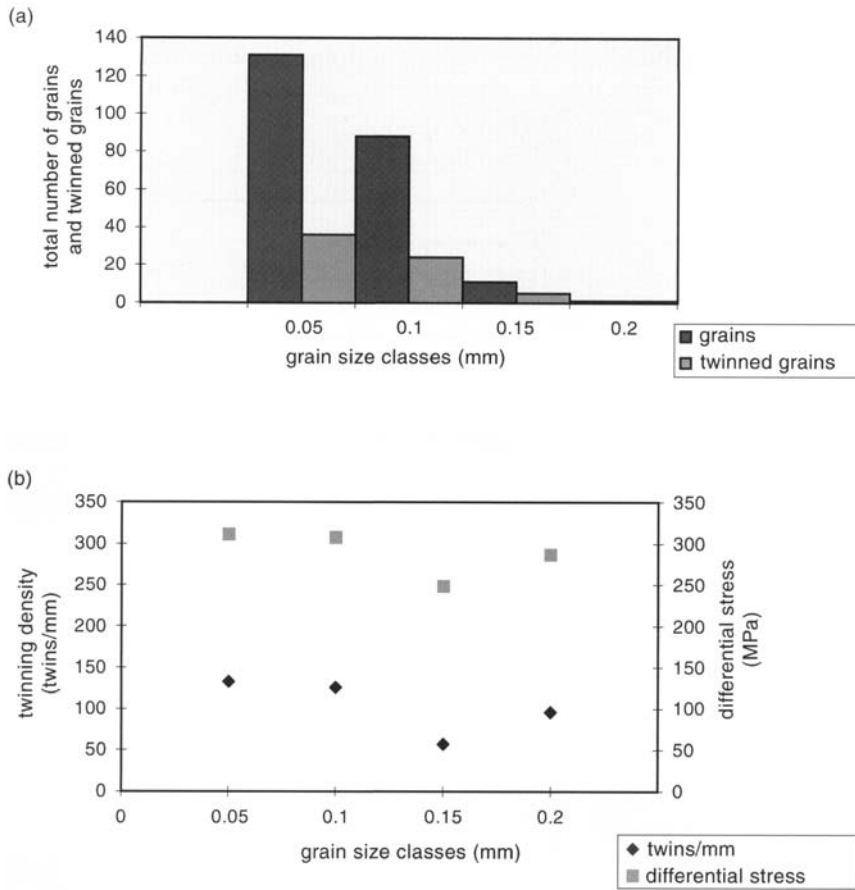 (a)
total number of grains
and twinned grains
140
120
100
80
60
40
20
0
0.05 0.1 0.15 0.2
grain size classes (mm)
grains
twinned grains
(b)
twinning density
(twins/mm)
350
300
250
200
150
100
50
0
350
300
250
200
150
100
50
0
differential stress
(MPa)
0 0.05 0.1 0.15 0.2
grain size classes (mm)
twins/mm
differential stress